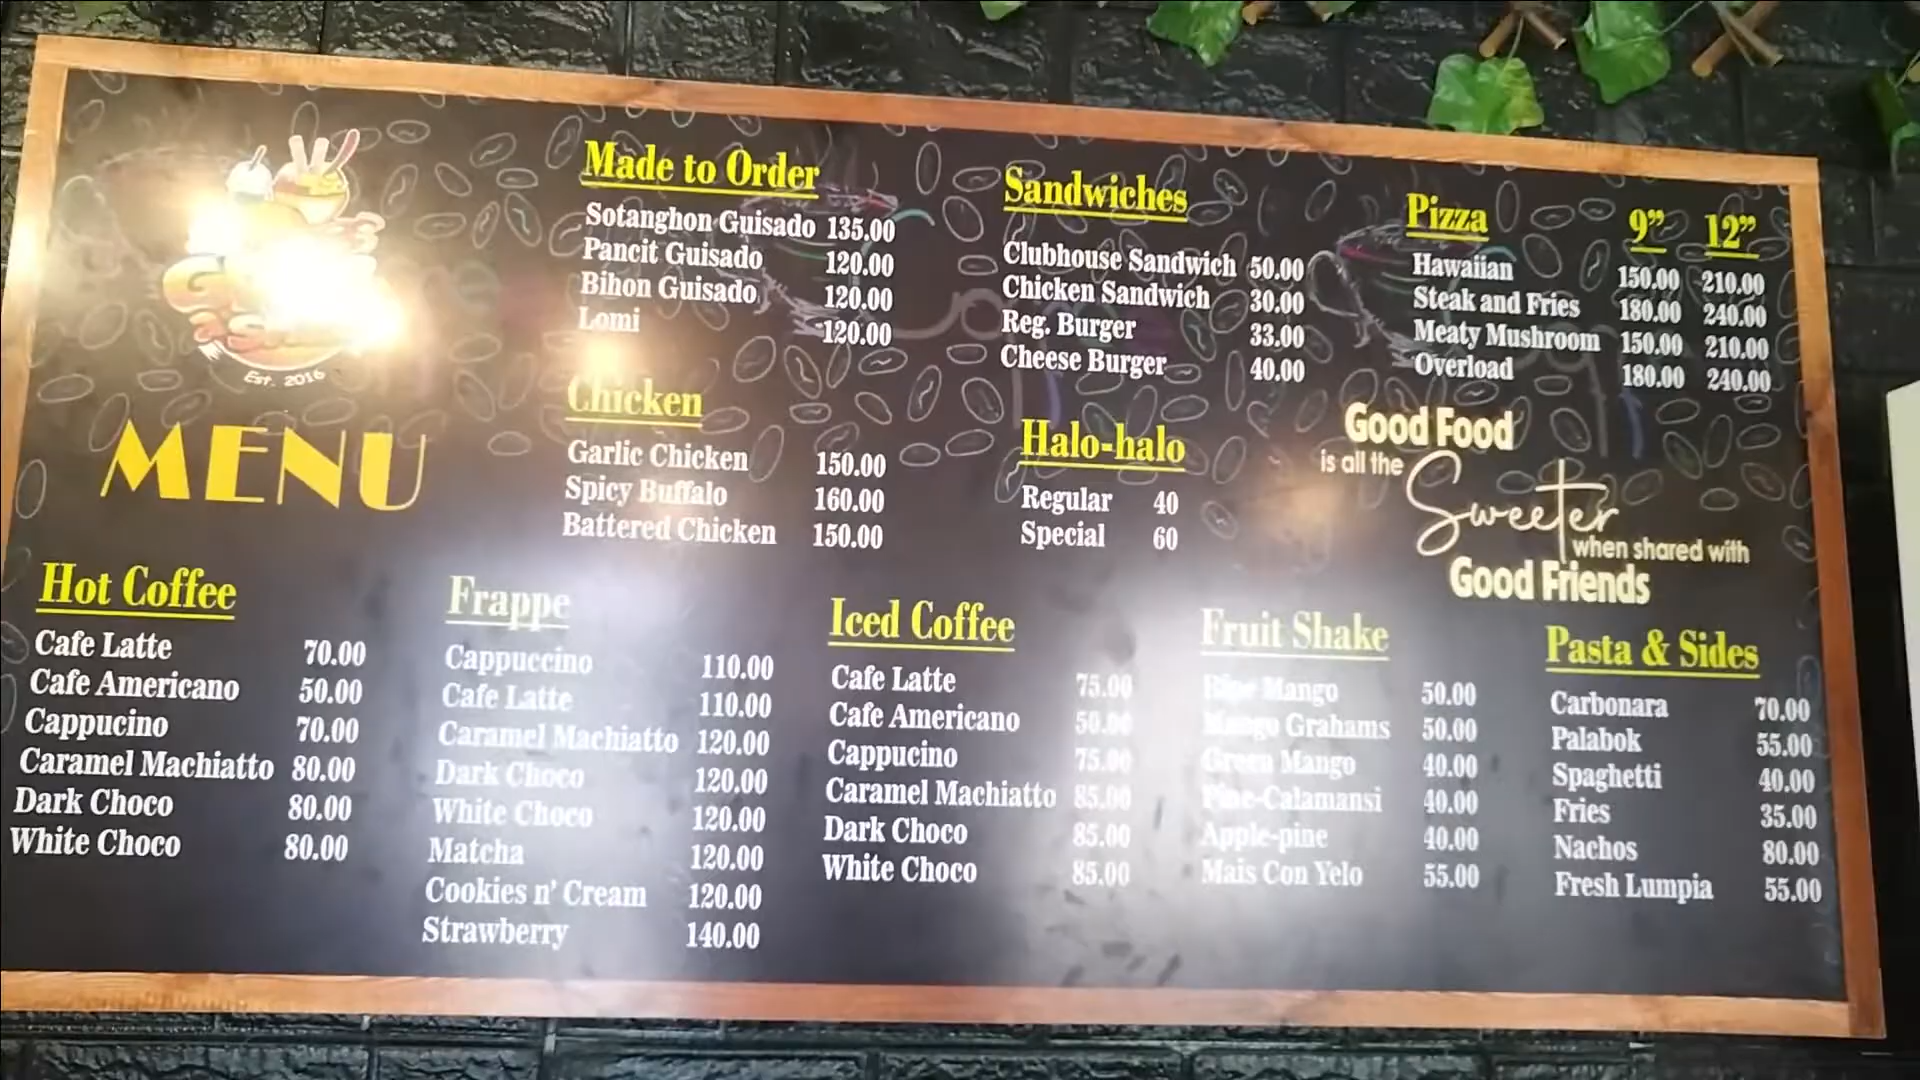 Est. 2016
MENU
Made to Order
Sotanghon Guisado 135.00
Pancit Guisado 120.00
Bihon Guisado 120.00
Lomi 120.00
Chicken
Garlic Chicken 150.00
Spicy Buffalo 160.00
Battered Chicken 150.00
Sandwiches
Clubhouse Sandwich 50.00
Chicken Sandwich 30.00
Reg. Burger 33.00
Cheese Burger 40.00
Halo-halo
Regular 40
Special 60
Pizza 9" 12"
Hawaiian 150.00 210.00
Steak and Fries 180.00 240.00
Meaty Mushroom 150.00 210.00
Overload 180.00 240.00
Good Food
is all the
Sweeter
when shared with
Good Friends
Hot Coffee
Cafe Latte 70.00
Cafe Americano 50.00
Cappucino 70.00
Caramel Machiatto 80.00
Dark Choco 80.00
White Choco 80.00
Frappe
Cappuccino 110.00
Cafe Latte 110.00
Caramel Machiatto 120.00
Dark Choco 120.00
White Choco 120.00
Matcha 120.00
Cookies n' Cream 120.00
Strawberry 140.00
Iced Coffee
Cafe Latte 75.00
Cafe Americano 50.00
Cappucino 75.00
Caramel Machiatto 85.00
Dark Choco 85.00
White Choco 85.00
Fruit Shake
Ripe Mango 50.00
Mango Grahams 50.00
Green Mango 40.00
Pine-Calamansi 40.00
Apple-pine 40.00
Mais Con Yelo 55.00
Pasta & Sides
Carbonara 70.00
Palabok 55.00
Spaghetti 40.00
Fries 35.00
Nachos 80.00
Fresh Lumpia 55.00